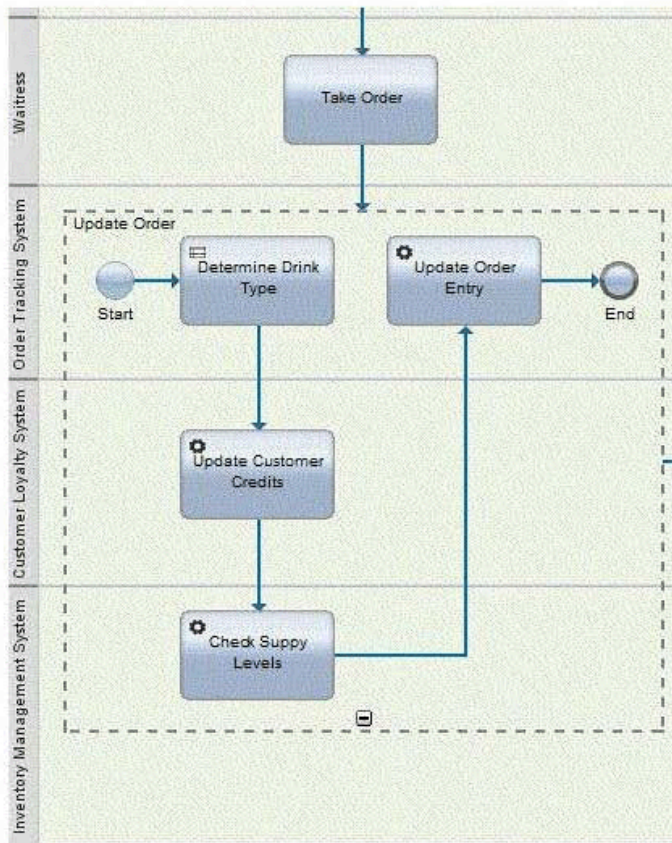 Waitress
Take Order
Order Tracking System
Update Order
Start
Determine Drink
Type
Update Order
Entry
End
Customer Loyalty System
Update Customer
Credits
Inventory Management System
Check Suppy
Levels